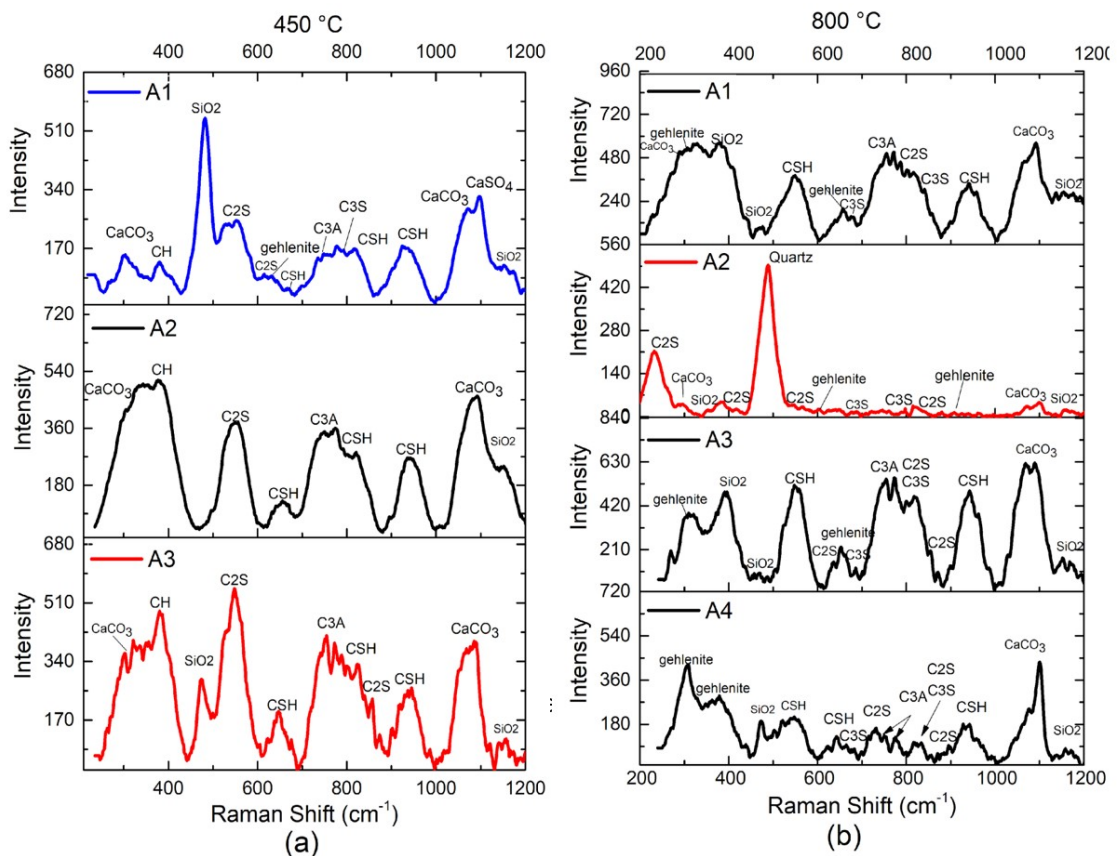 450 °C
400 600 800 1000 1200
680
510
340
170
Intensity
A1
SiO2
CaCO3
CH
C2S
C2S
gehlenite
CSH
C3A
C3S
CSH
CSH
CaCO3
CaSO4
SiO2
720
540
360
180
Intensity
A2
CaCO3
CH
C2S
CSH
C3A
CSH
CSH
CaCO3
SiO2
680
510
340
170
Intensity
A3
CaCO3
CH
SiO2
C2S
CSH
C3A
CSH
C2S
CSH
CaCO3
SiO2
400 600 800 1000 1200
Raman Shift (cm-1)
(a)
800 °C
200 400 600 800 1000 1200
960
720
480
240
Intensity
A1
CaCO3
gehlenite
SiO2
SiO2
CSH
gehlenite
C3S
C3A
C2S
C3S
CSH
CaCO3
SiO2
560
420
280
140
Intensity
A2
C2S
CaCO3
SiO2
C2S
Quartz
C2S
gehlenite
C3S
C3S
C2S
gehlenite
CaCO3
SiO2
840
630
420
210
Intensity
A3
gehlenite
SiO2
SiO2
CSH
C2S
gehlenite
C3S
C3A
C2S
C3S
C2S
CSH
CaCO3
SiO2
720
540
360
180
Intensity
A4
gehlenite
gehlenite
SiO2
CSH
CSH
C3S
C2S
C3A
C2S
C3S
C2S
CSH
CaCO3
SiO2
200 400 600 800 1000 1200
Raman Shift (cm-1)
(b)